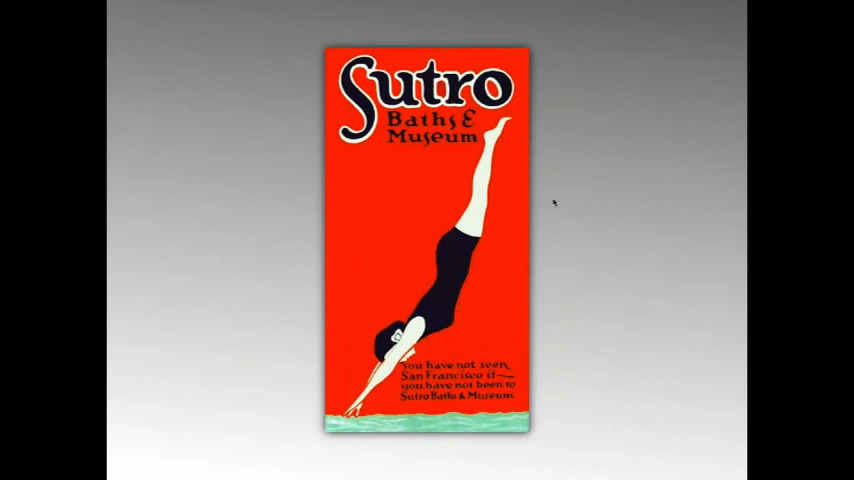 Sutro
Baths &
Museum
You have not seen
San Francisco if—
you have not been to
Sutro Baths & Museum.